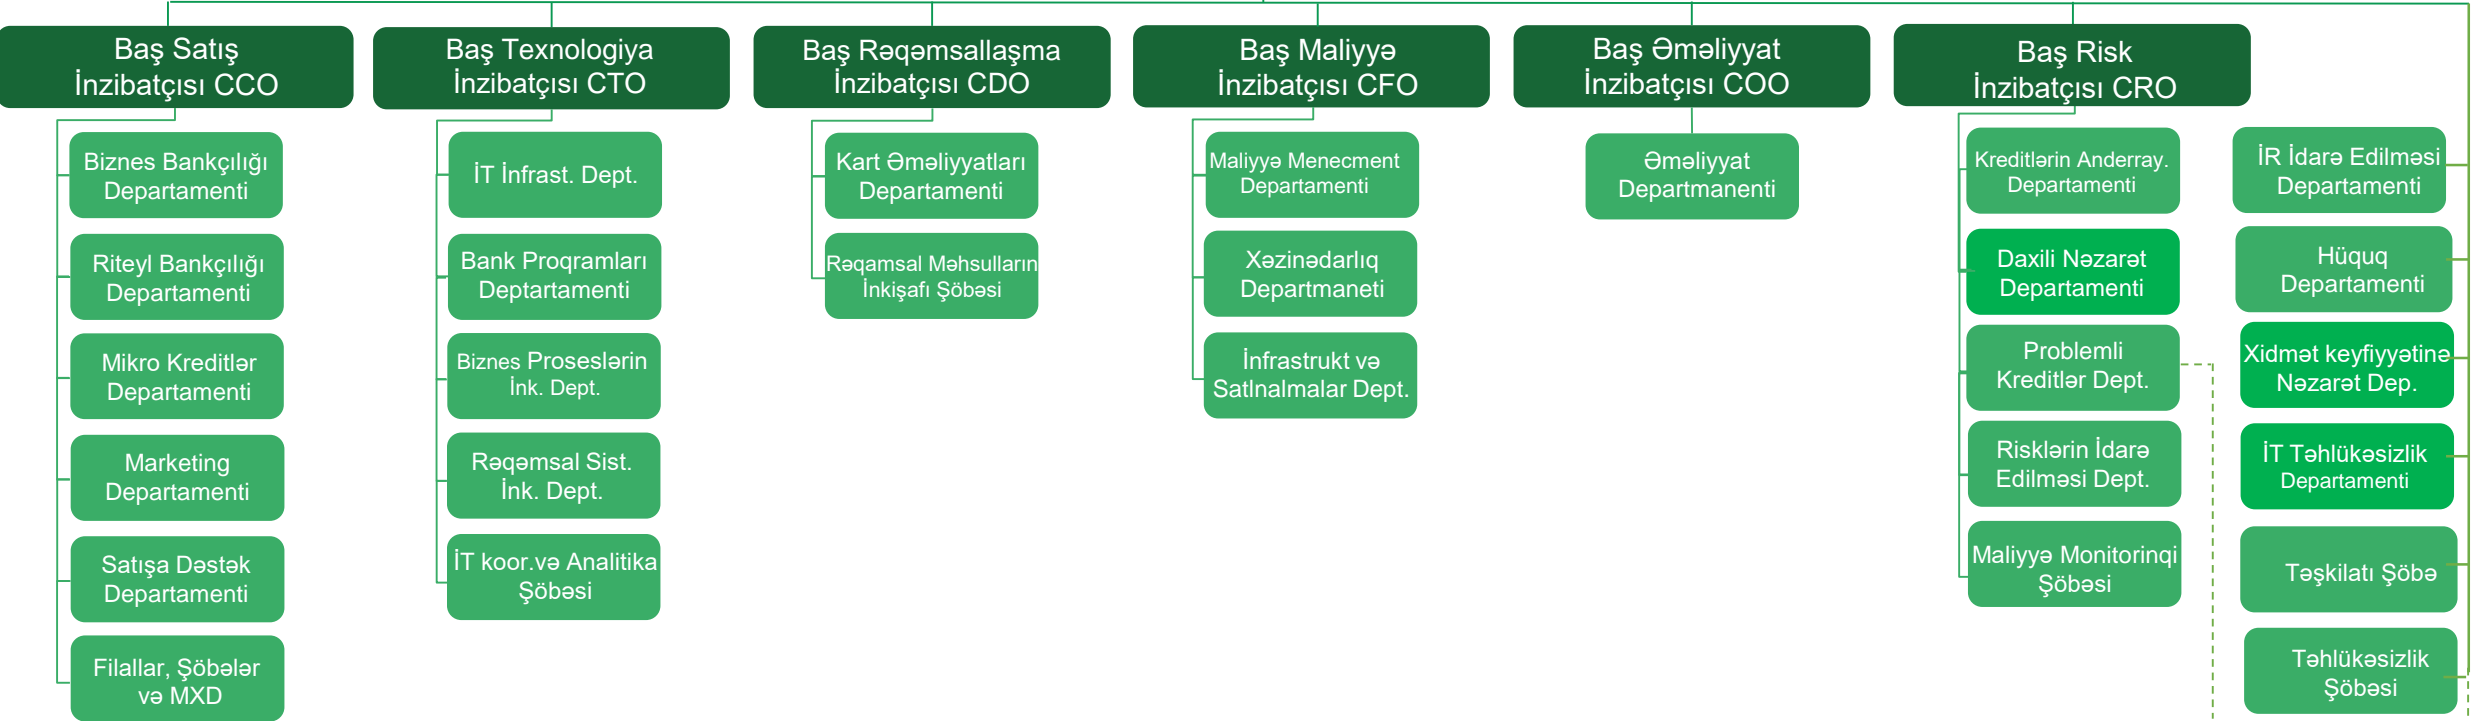 Baş Satış
İnzibatçısı CCO
Baş Texnologiya
İnzibatçısı CTO
Baş Rəqəmsallaşma
İnzibatçısı CDO
Baş Maliyyə
İnzibatçısı CFO
Baş Əməliyyat
İnzibatçısı COO
Baş Risk
İnzibatçısı CRO
Biznes Bankçılığı
Departamenti
Riteyl Bankçılığı
Departamenti
Mikro Kreditlər
Departamenti
Marketing
Departamenti
Satışa Dəstək
Departamenti
Filallar, Şöbələr
və MXD
İT İnfrast. Dept.
Bank Proqramları
Deptartamenti
Biznes Proseslərin
İnk. Dept.
Rəqəmsal Sist.
İnk. Dept.
İT koor.və Analitika
Şöbəsi
Kart Əməliyyatları
Departamenti
Rəqamsal Məhsulların
İnkişafı Şöbəsi
Maliyyə Menecment
Departamenti
Xəzinədarlıq
Departmaneti
İnfrastrukt və
Satlnalmalar Dept.
Əməliyyat
Departmanenti
Kreditlərin Anderray.
Departamenti
Daxili Nəzarət
Departamenti
Problemli
Kreditlər Dept.
Risklərin İdarə
Edilməsi Dept.
Maliyyə Monitorinqi
Şöbəsi
İR İdarə Edilməsi
Departamenti
Hüquq
Departamenti
Xidmət keyfiyyətinə
Nəzarət Dep.
İT Təhlükəsizlik
Departamenti
Təşkilatı Şöbə
Təhlükəsizlik
Şöbəsi